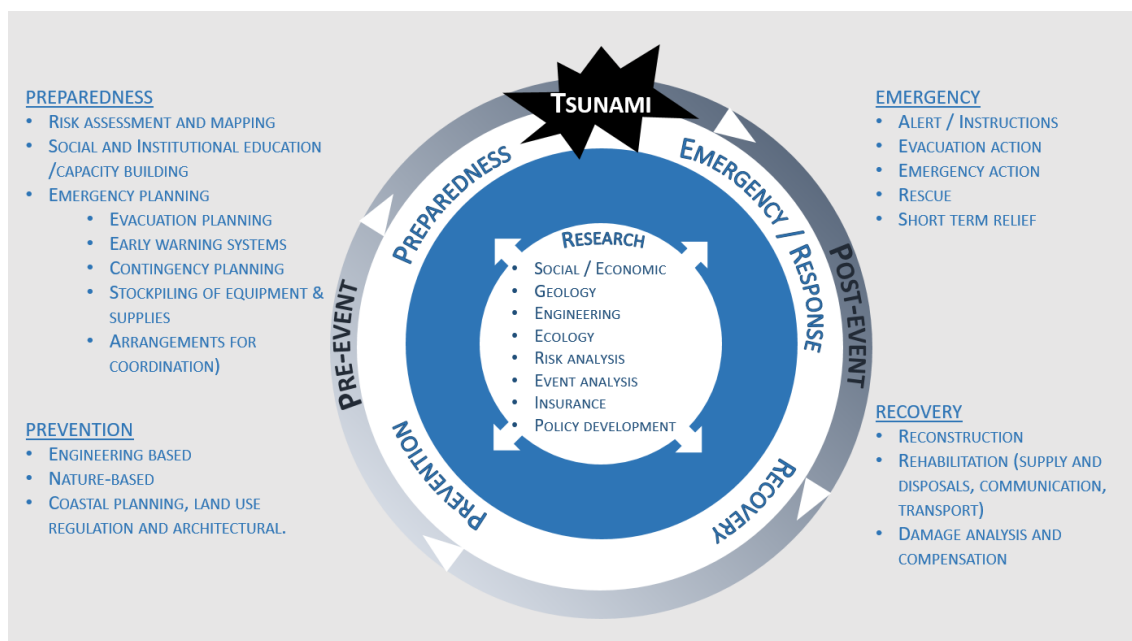 PREPAREDNESS
• RISK ASSESSMENT AND MAPPING
• SOCIAL AND INSTITUTIONAL EDUCATION
/CAPACITY BUILDING
• EMERGENCY PLANNING
• EVACUATION PLANNING
• EARLY WARNING SYSTEMS
• CONTINGENCY PLANNING
• STOCKPILING OF EQUIPMENT &
SUPPLIES
• ARRANGEMENTS FOR
COORDINATION)
PREVENTION
• ENGINEERING BASED
• NATURE-BASED
• COASTAL PLANNING, LAND USE
REGULATION AND ARCHITECTURAL.
TSUNAMI
PREPAREDNESS
EMERGENCY / RESPONSE
PRE-EVENT
POST-EVENT
PREVENTION
RECOVERY
RESEARCH
• SOCIAL / ECONOMIC
• GEOLOGY
• ENGINEERING
• ECOLOGY
• RISK ANALYSIS
• EVENT ANALYSIS
• INSURANCE
• POLICY DEVELOPMENT
EMERGENCY
• ALERT / INSTRUCTIONS
• EVACUATION ACTION
• EMERGENCY ACTION
• RESCUE
• SHORT TERM RELIEF
RECOVERY
• RECONSTRUCTION
• REHABILITATION (SUPPLY AND
DISPOSALS, COMMUNICATION,
TRANSPORT)
• DAMAGE ANALYSIS AND
COMPENSATION